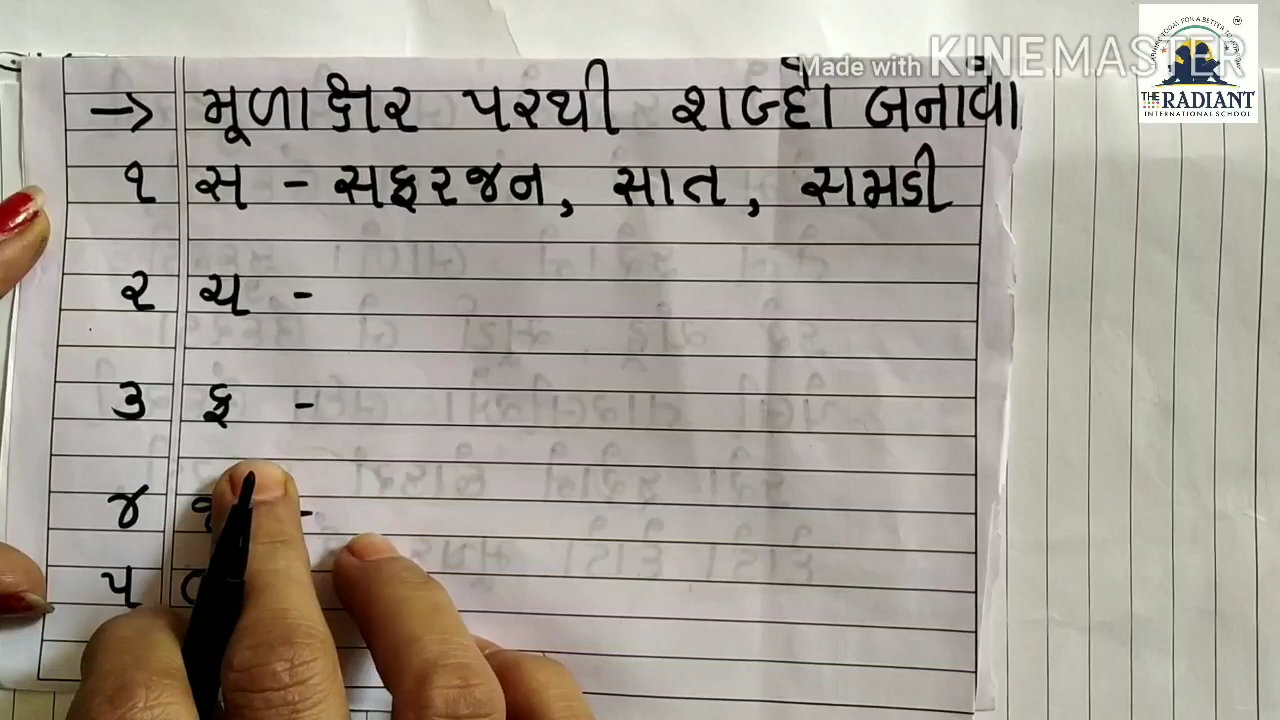 Made with KINEMASTER
THE RADIANT
INTERNATIONAL SCHOOL
→ મૂળાક્ષર પરથી શબ્દો બનાવો
૧ સ - સફરજન, સાત, સમડી
૨ ચ -
૩ ફ -
૪ -
૫